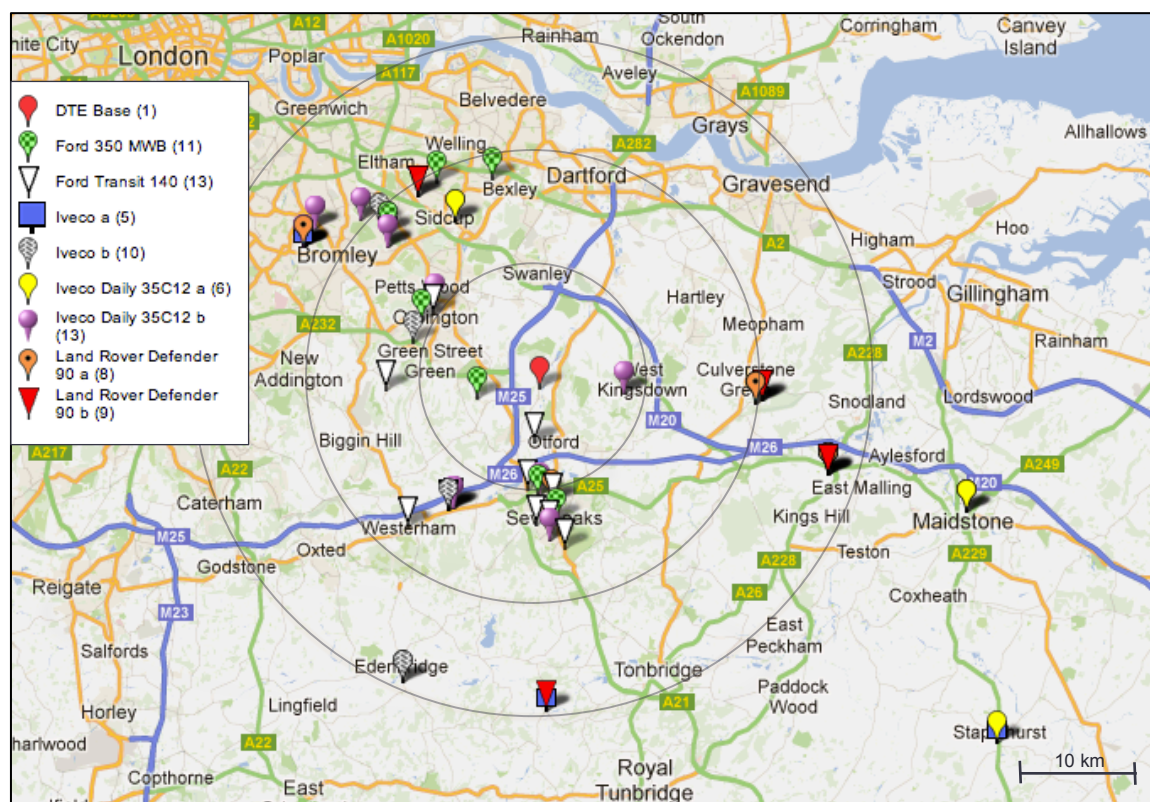 A12
South
Ockendon
Rainham
Corringham
Canvey
Island
London
Poplar
A1020
A117
Aveley
A1089
Greenwich
Belvedere
Grays
DTE Base (1)
Ford 350 MWB (11)
Ford Transit 140 (13)
Iveco a (5)
Iveco b (10)
Iveco Daily 35C12 a (6)
Iveco Daily 35C12 b
(13)
Land Rover Defender
90 a (8)
Land Rover Defender
90 b (9)
Welling
A282
Allhallows
Eltham
Bexley
Dartford
Gravesend
Sidcup
Hoo
Bromley
A2
Higham
Swanley
Strood
Petts Wood
Hartley
Gillingham
A232
Meopham
M2
Rainham
Green Street
Green
New
Addington
A228
West
Kingsdown
Culverstone
M25
Snodland
Lordswood
M20
Biggin Hill
Otford
M26
M26
Aylesford
A217
A22
A249
Caterham
A25
East Malling
M20
Westerham
Kings Hill
Maidstone
M25
Oxted
Teston
A229
Godstone
A228
Reigate
Coxheath
M23
A26
East
Peckham
Salfords
Edenbridge
Tonbridge
Paddock
Wood
Lingfield
A21
Horley
A22
Copthorne
Royal
Tunbridge
East
10 km